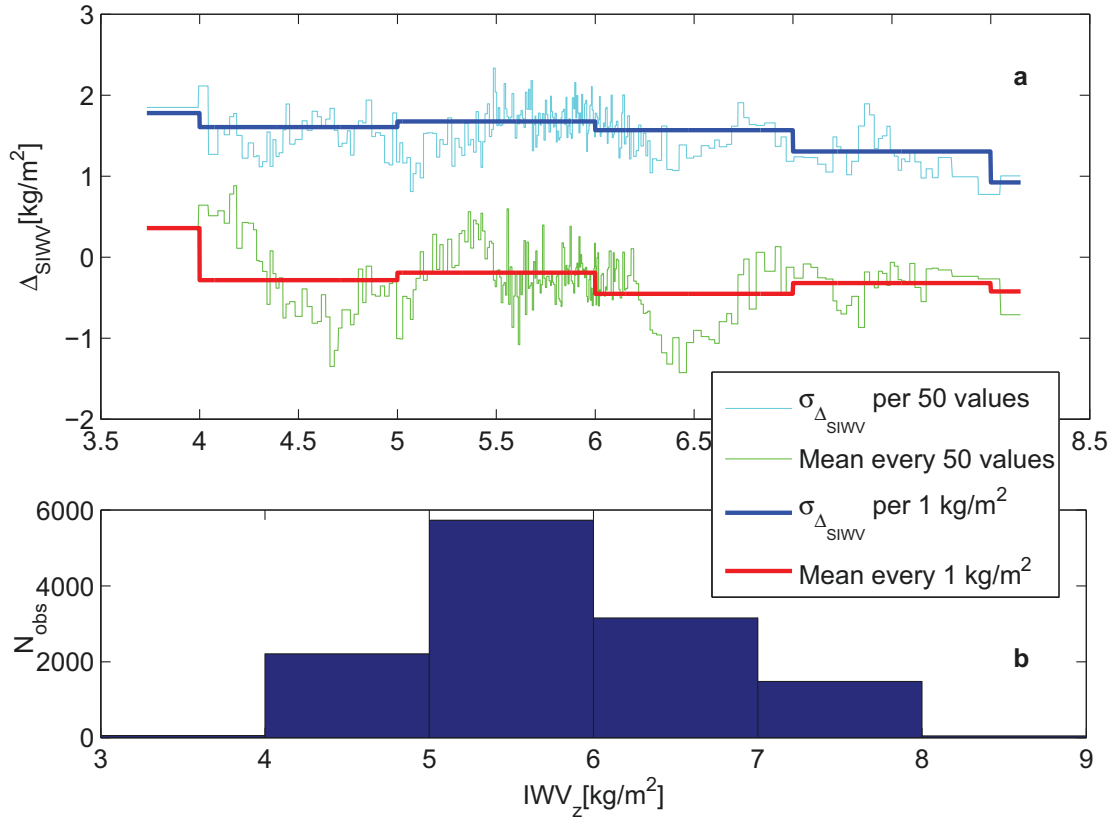 3
2
1
0
−1
−2
Δ_SIWV[kg/m²]
a
3.5 4 4.5 5 5.5 6 6.5 8.5
σ_Δ_SIWV per 50 values
Mean every 50 values
σ_Δ_SIWV per 1 kg/m²
Mean every 1 kg/m²
6000
4000
2000
0
N_obs
b
3 4 5 6 7 8 9
IWV_z[kg/m²]